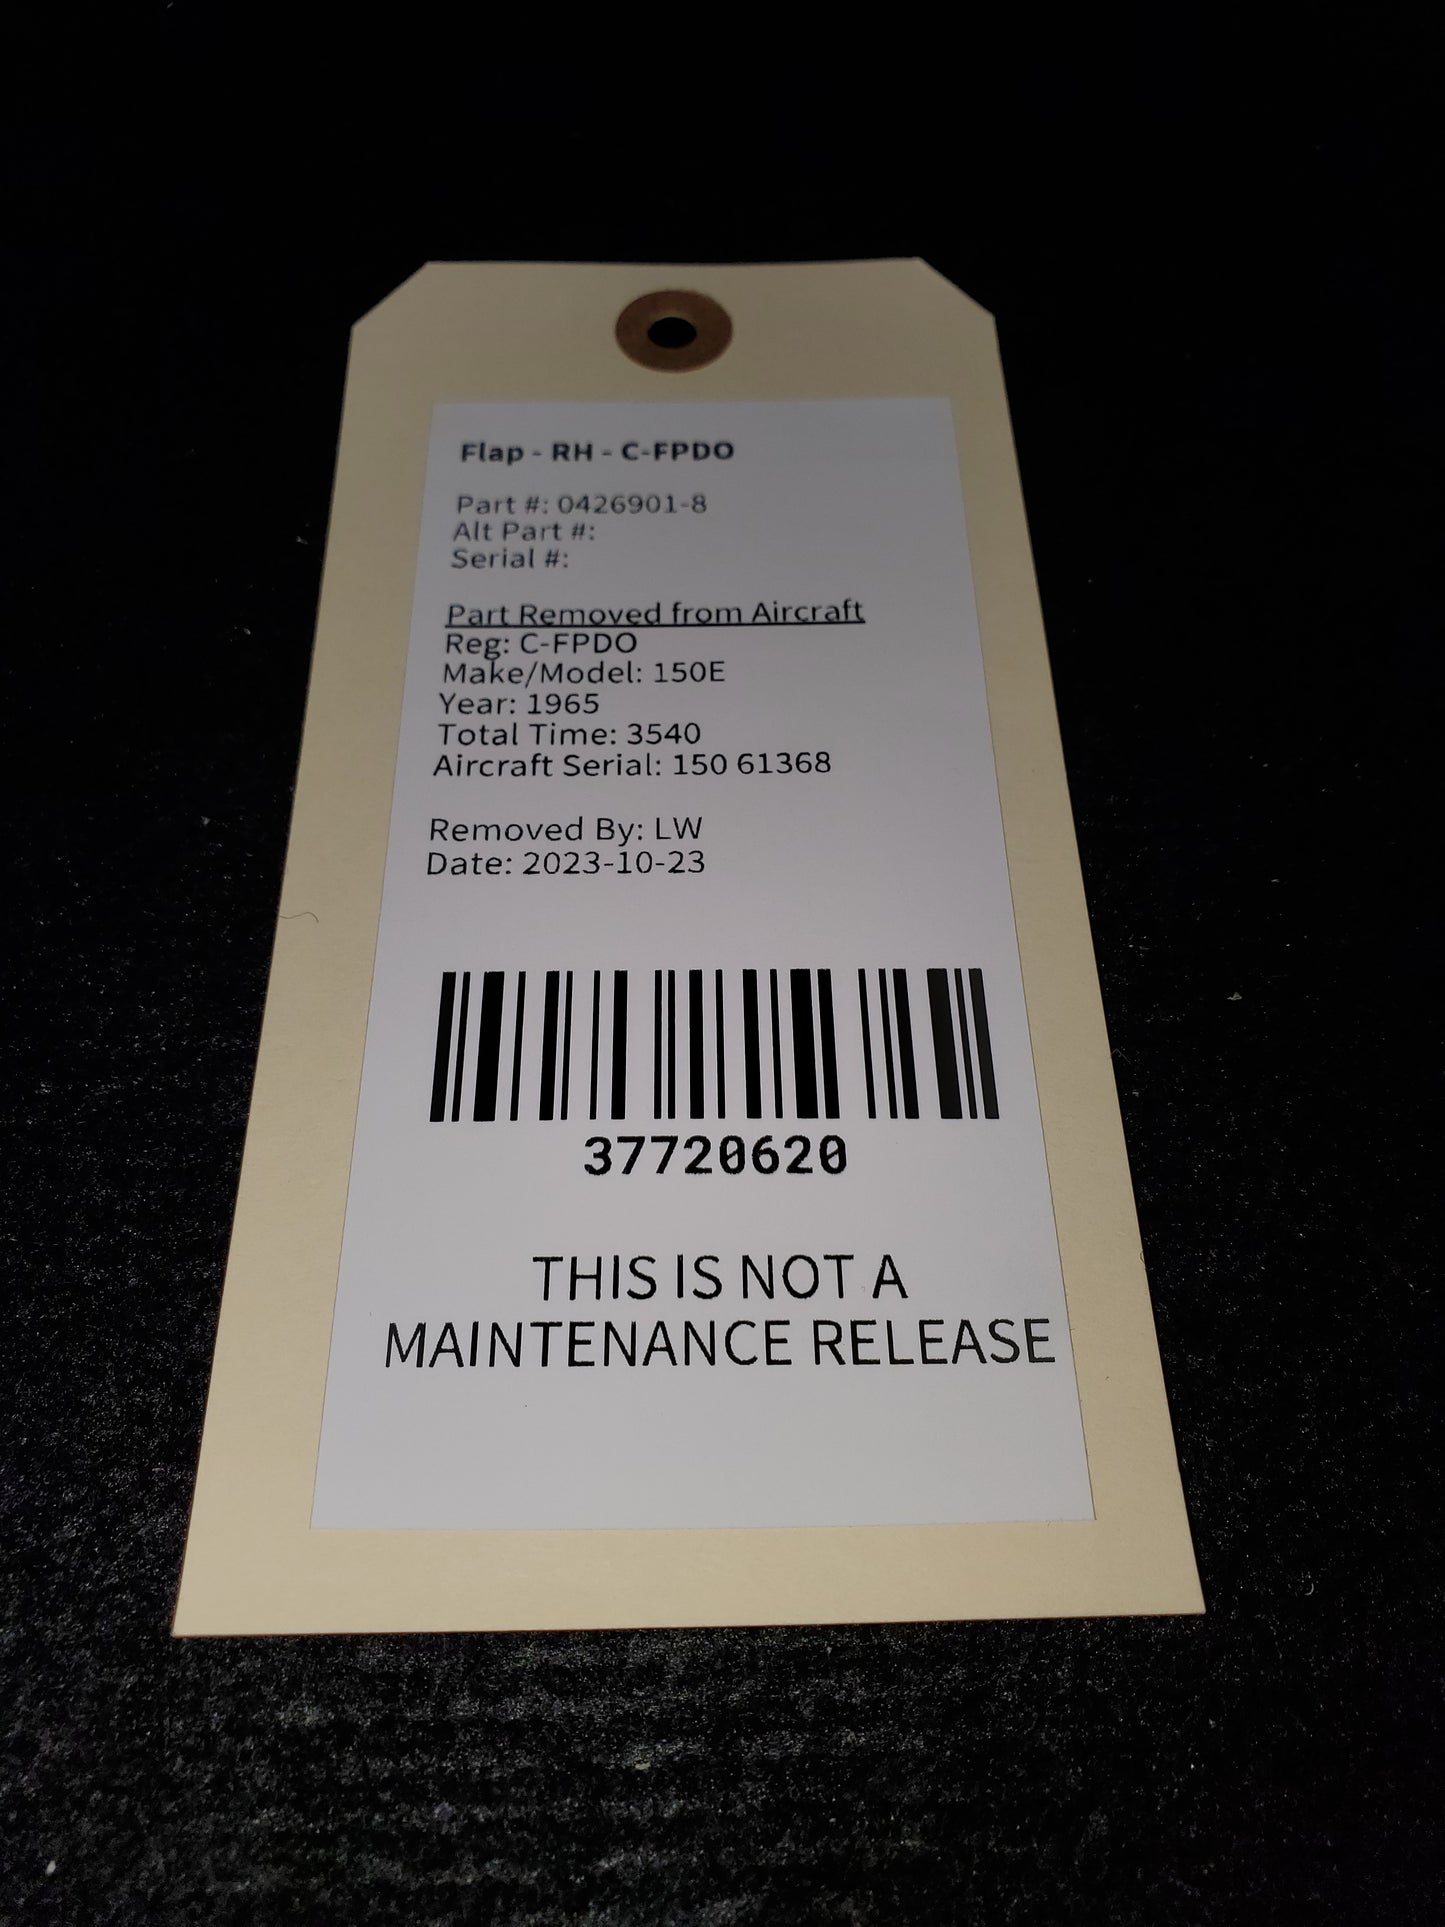 Flap - RH - C-FPDO
Part #: 0426901-8
Alt Part #:
Serial #:
Part Removed from Aircraft
Reg: C-FPDO
Make/Model: 150E
Year: 1965
Total Time: 3540
Aircraft Serial: 150 61368
Removed By: LW
Date: 2023-10-23
37720620
THIS IS NOT A
MAINTENANCE RELEASE